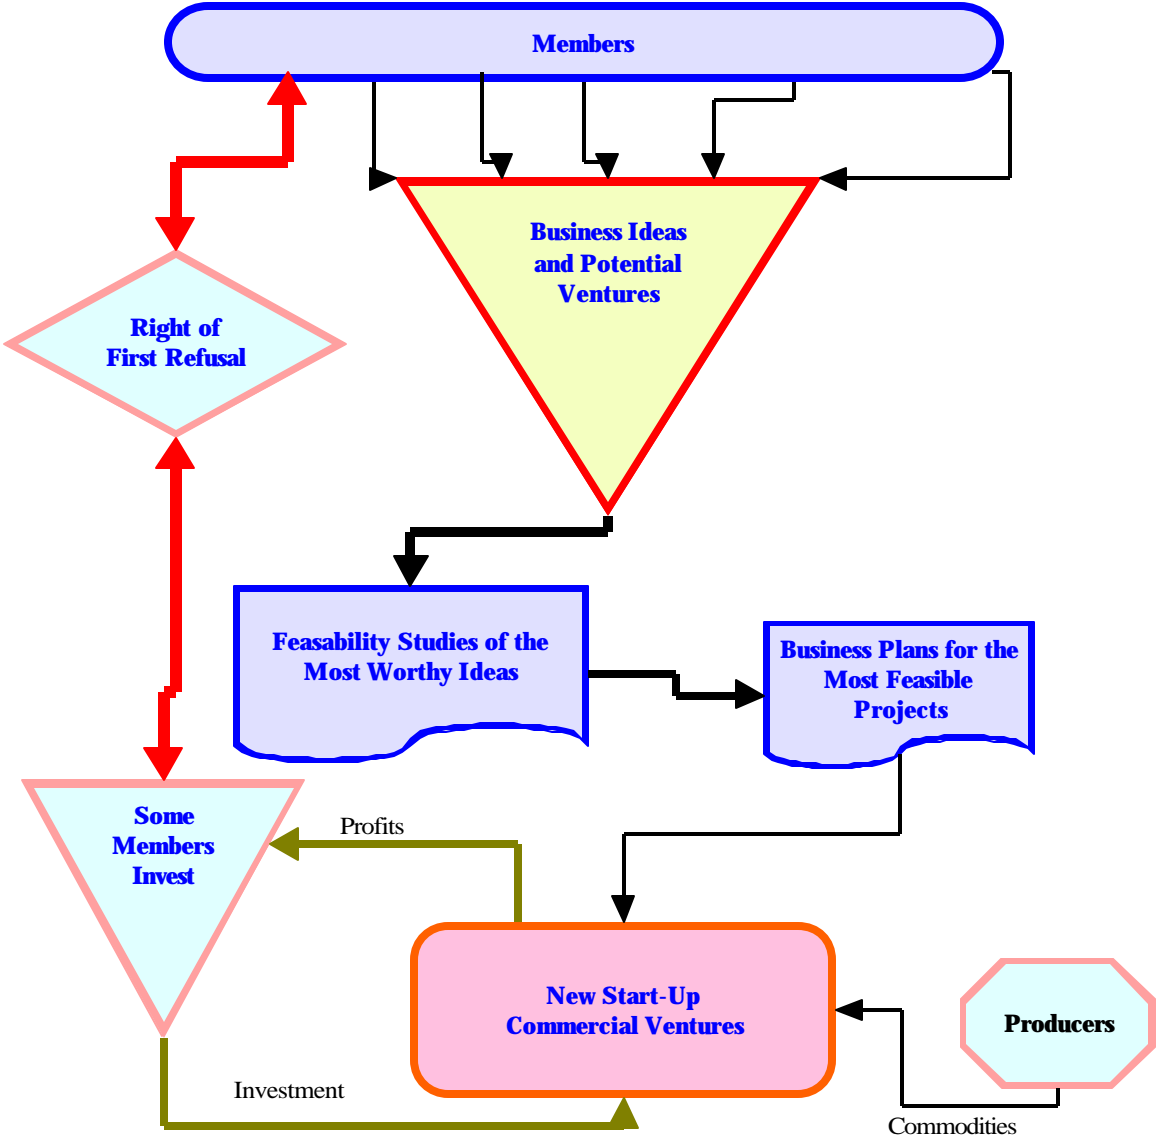 Members
Business Ideas
and Potential
Ventures
Right of
First Refusal
Feasability Studies of the
Most Worthy Ideas
Business Plans for the
Most Feasible
Projects
Some
Members
Invest
Profits
New Start-Up
Commercial Ventures
Producers
Investment
Commodities